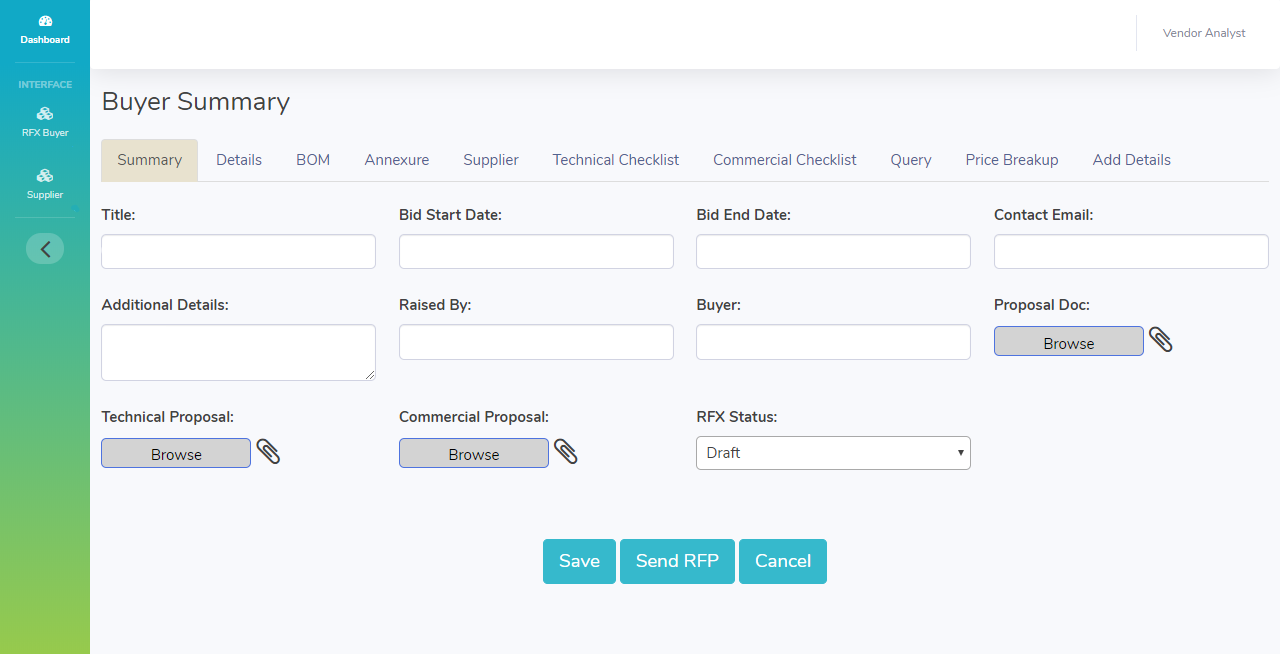 Dashboard
Vendor Analyst
INTERFACE
RFX Buyer
Supplier
Buyer Summary
Summary Details BOM Annexure Supplier Technical Checklist Commercial Checklist Query Price Breakup Add Details
Title: Bid Start Date: Bid End Date: Contact Email:
Additional Details: Raised By: Buyer: Proposal Doc:
Browse
Technical Proposal: Commercial Proposal: RFX Status:
Browse Browse Draft
Save Send RFP Cancel